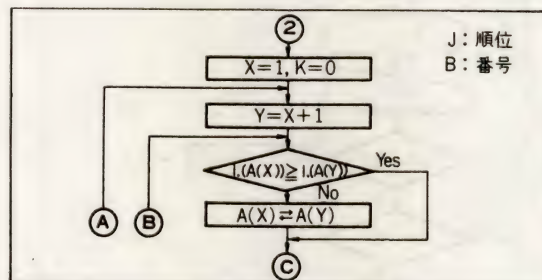 2
J：順位
B：番号
X=1, K=0
Y=X+1
I.(A(X))≧I.(A(Y))
Yes
No
A(X)⇄A(Y)
A
B
C